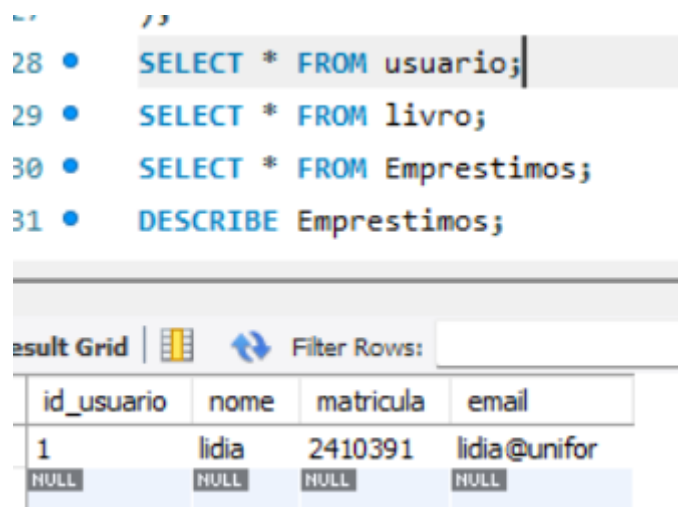 );
28 SELECT * FROM usuario;
29 SELECT * FROM livro;
30 SELECT * FROM Emprestimos;
31 DESCRIBE Emprestimos;
esult Grid Filter Rows:
id_usuario nome matricula email
1 lidia 2410391 lidia@unifor
NULL NULL NULL NULL